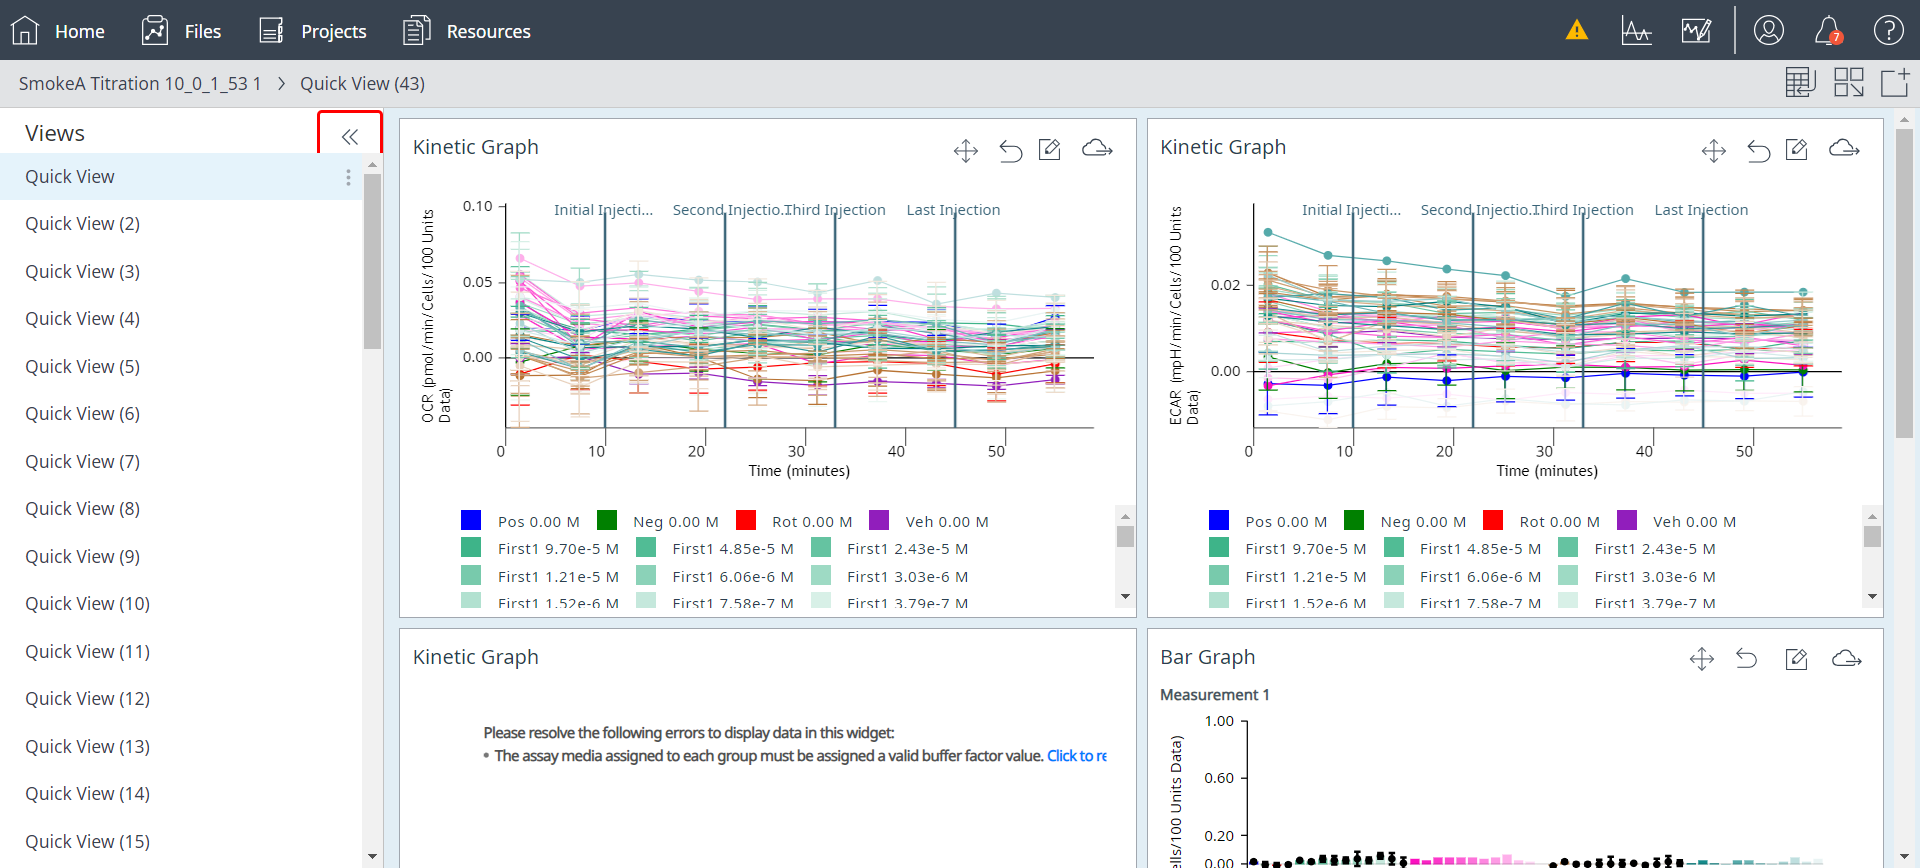 Home Files Projects Resources 7
SmokeA Titration 10_0_1_53 1 > Quick View (43)
Views
Quick View
Quick View (2)
Quick View (3)
Quick View (4)
Quick View (5)
Quick View (6)
Quick View (7)
Quick View (8)
Quick View (9)
Quick View (10)
Quick View (11)
Quick View (12)
Quick View (13)
Quick View (14)
Quick View (15)
Kinetic Graph
OCR (pmol/min/Cells/100 Units
Data)
0.10
0.05
0.00
Initial Injecti... Second Injectio... Third Injection Last Injection
0 10 20 30 40 50
Time (minutes)
Pos 0.00 M Neg 0.00 M Rot 0.00 M Veh 0.00 M
First1 9.70e-5 M First1 4.85e-5 M First1 2.43e-5 M
First1 1.21e-5 M First1 6.06e-6 M First1 3.03e-6 M
First1 1.52e-6 M First1 7.58e-7 M First1 3.79e-7 M
Kinetic Graph
ECAR (mpH/min/Cells/100 Units
Data)
0.02
0.00
Initial Injecti... Second Injectio... Third Injection Last Injection
0 10 20 30 40 50
Time (minutes)
Pos 0.00 M Neg 0.00 M Rot 0.00 M Veh 0.00 M
First1 9.70e-5 M First1 4.85e-5 M First1 2.43e-5 M
First1 1.21e-5 M First1 6.06e-6 M First1 3.03e-6 M
First1 1.52e-6 M First1 7.58e-7 M First1 3.79e-7 M
Kinetic Graph
Please resolve the following errors to display data in this widget:
• The assay media assigned to each group must be assigned a valid buffer factor value. Click to re
Bar Graph
Measurement 1
ells/100 Units Data)
1.00
0.60
0.20
0.00